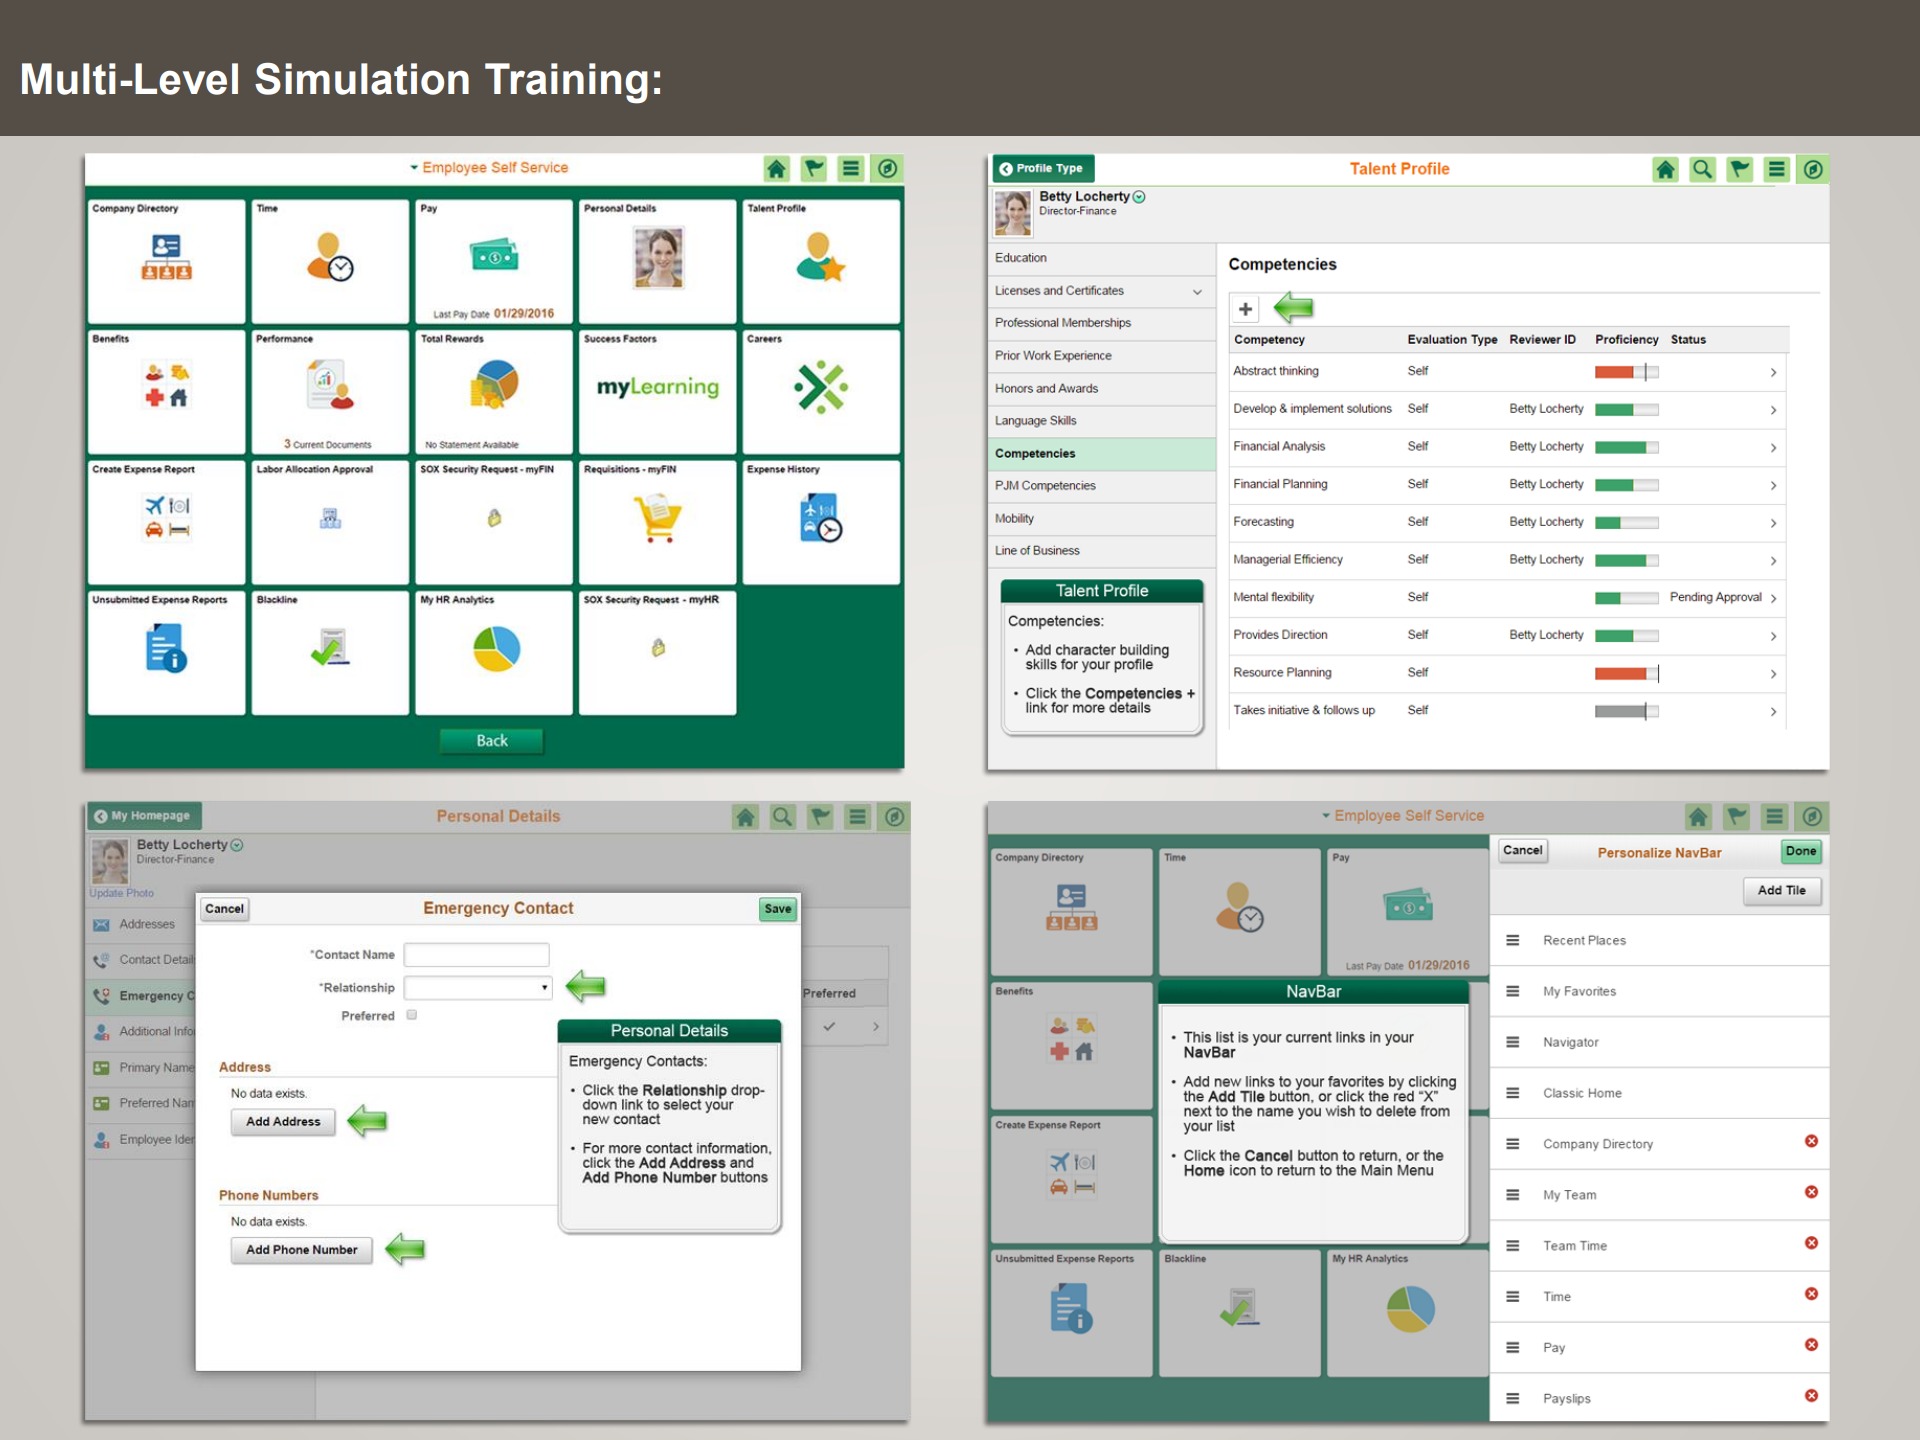 Multi-Level Simulation Training:
Employee Self Service
Company Directory
Time
Pay
Last Pay Date 01/29/2016
Personal Details
Talent Profile
Benefits
Performance
3 Current Documents
Total Rewards
No Statement Available
Success Factors
myLearning
Careers
Create Expense Report
Labor Allocation Approval
SOX Security Request - myFIN
Requisitions - myFIN
Expense History
Unsubmitted Expense Reports
Blackline
My HR Analytics
SOX Security Request - myHR
Back
Profile Type
Talent Profile
Betty Locherty
Director-Finance
Education
Licenses and Certificates
Professional Memberships
Prior Work Experience
Honors and Awards
Language Skills
Competencies
PJM Competencies
Mobility
Line of Business
Talent Profile
Competencies:
• Add character building
skills for your profile
• Click the Competencies +
link for more details
Competencies
+
Competency Evaluation Type Reviewer ID Proficiency Status
Abstract thinking Self
Develop & implement solutions Self Betty Locherty
Financial Analysis Self Betty Locherty
Financial Planning Self Betty Locherty
Forecasting Self Betty Locherty
Managerial Efficiency Self Betty Locherty
Mental flexibility Self Pending Approval
Provides Direction Self Betty Locherty
Resource Planning Self
Takes initiative & follows up Self
My Homepage
Personal Details
Betty Locherty
Director-Finance
Update Photo
Addresses
Contact Detail
Emergency C
Additional Info
Primary Name
Preferred Nam
Employee Iden
Preferred
Cancel
Emergency Contact
Save
*Contact Name
*Relationship
Preferred
Address
No data exists.
Add Address
Phone Numbers
No data exists.
Add Phone Number
Personal Details
Emergency Contacts:
• Click the Relationship drop-
down link to select your
new contact
• For more contact information,
click the Add Address and
Add Phone Number buttons
Employee Self Service
Company Directory
Time
Pay
Last Pay Date 01/29/2016
Benefits
Create Expense Report
Unsubmitted Expense Reports
Blackline
My HR Analytics
NavBar
• This list is your current links in your
NavBar
• Add new links to your favorites by clicking
the Add Tile button, or click the red “X”
next to the name you wish to delete from
your list
• Click the Cancel button to return, or the
Home icon to return to the Main Menu
Cancel
Personalize NavBar
Done
Add Tile
Recent Places
My Favorites
Navigator
Classic Home
Company Directory
My Team
Team Time
Time
Pay
Payslips